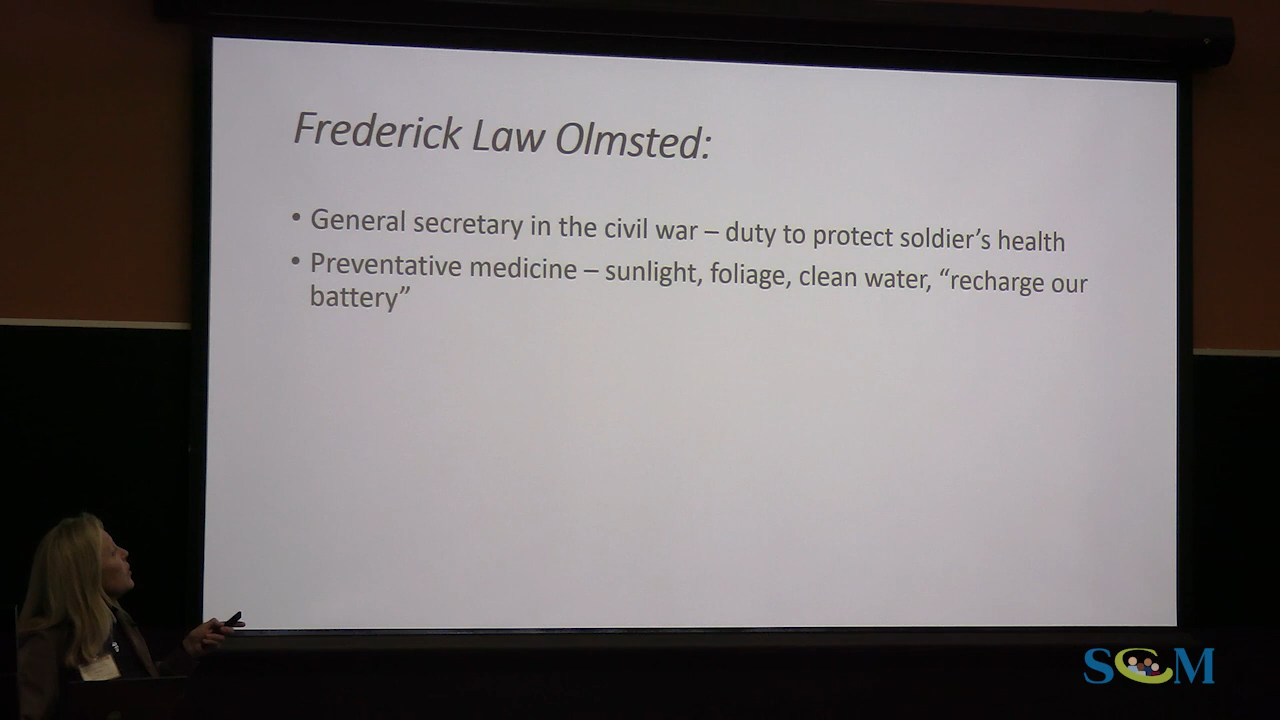 Frederick Law Olmsted:
• General secretary in the civil war – duty to protect soldier’s health
• Preventative medicine – sunlight, foliage, clean water, “recharge our
battery”
SCM